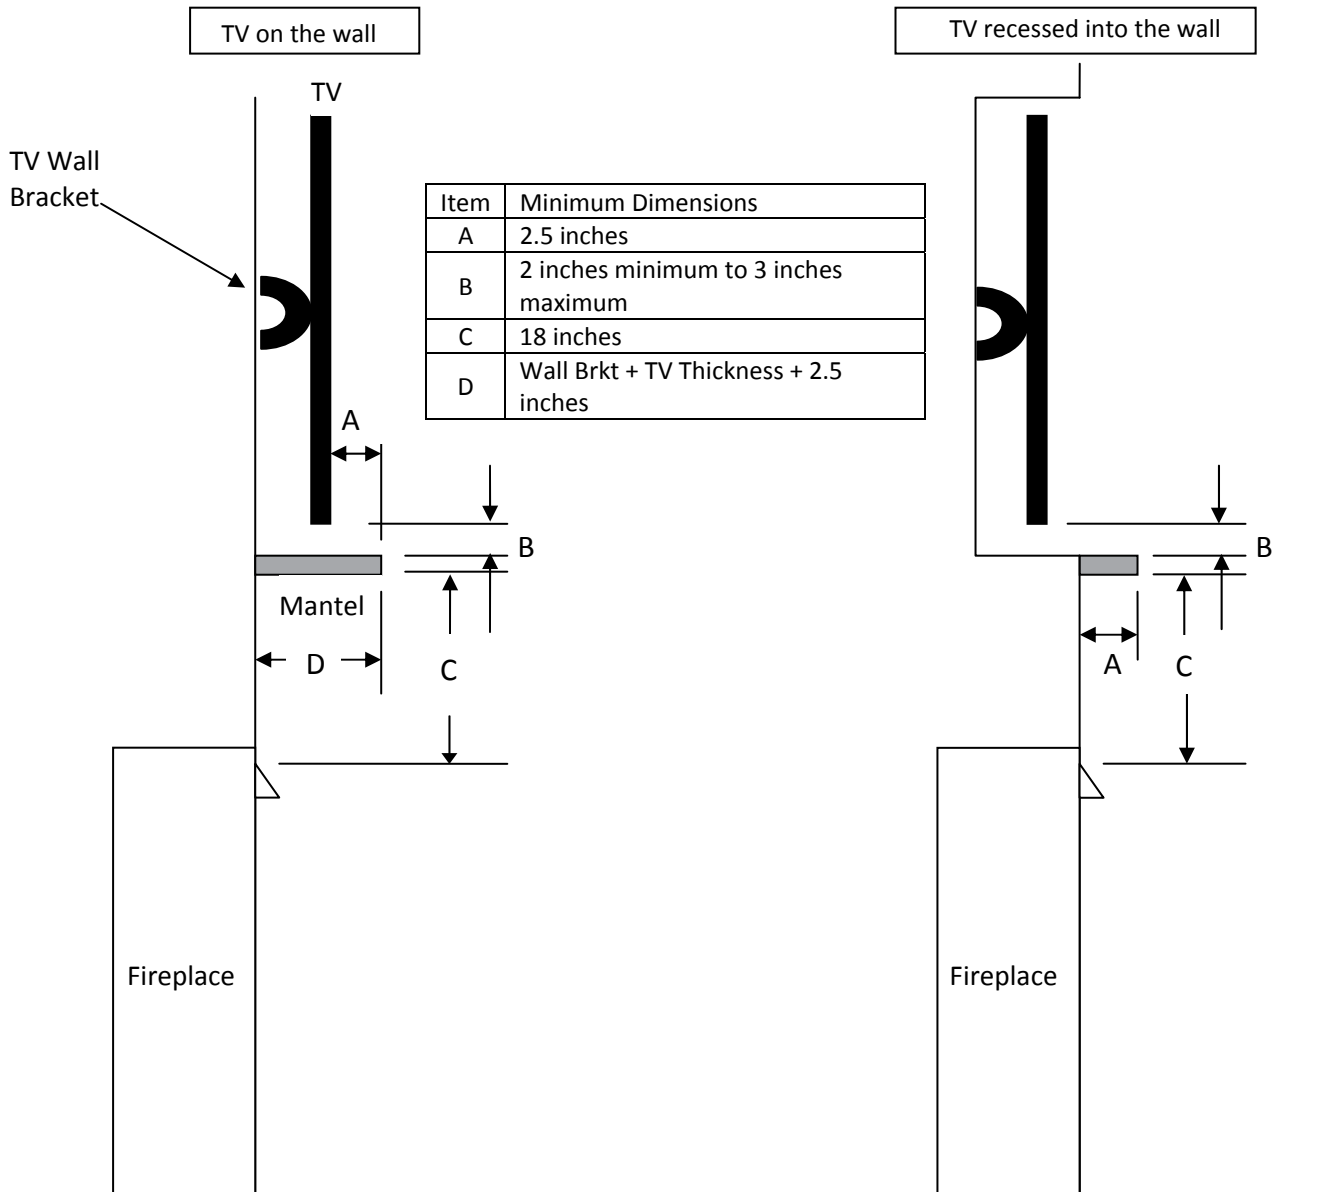 TV on the wall
TV recessed into the wall
TV
TV Wall
Bracket
Item Minimum Dimensions
A 2.5 inches
B 2 inches minimum to 3 inches
maximum
C 18 inches
D Wall Brkt + TV Thickness + 2.5
inches
A
B
Mantel
D
C
Fireplace
B
A
C
Fireplace